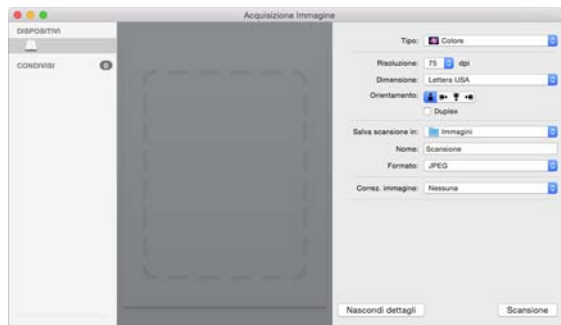 Acquisizione Immagine
DISPOSITIVI
CONDIVISI 0
Tipo: Colore
Risoluzione: 75 dpi
Dimensione: Lettera USA
Orientamento:
Duplex
Salva scansione in: Immagini
Nome: Scansione
Formato: JPEG
Correz. immagine: Nessuna
Nascondi dettagli Scansione